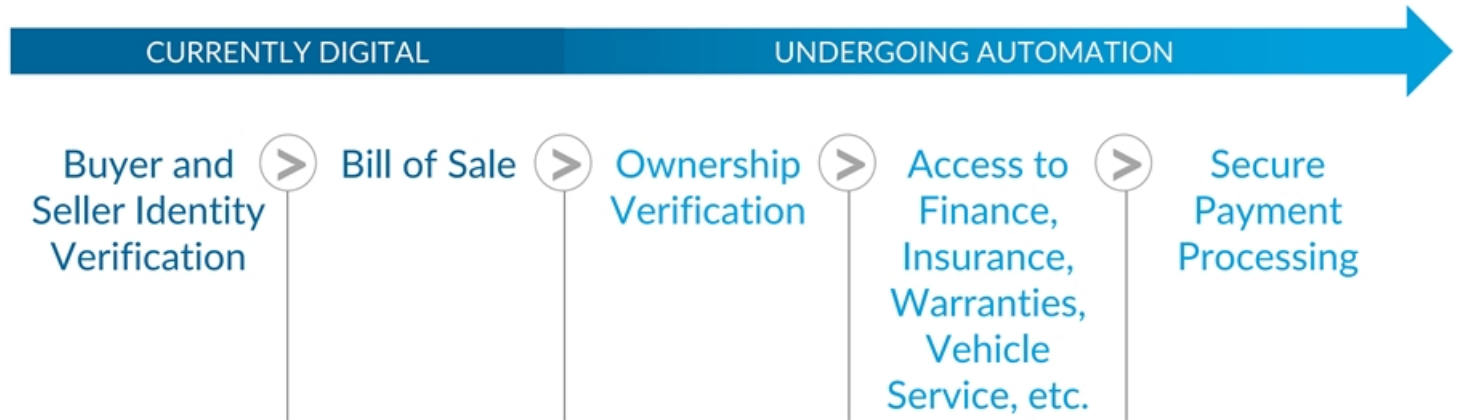 CURRENTLY DIGITAL
UNDERGOING AUTOMATION
Buyer and
Seller Identity
Verification
Bill of Sale
Ownership
Verification
Access to
Finance,
Insurance,
Warranties,
Vehicle
Service, etc.
Secure
Payment
Processing